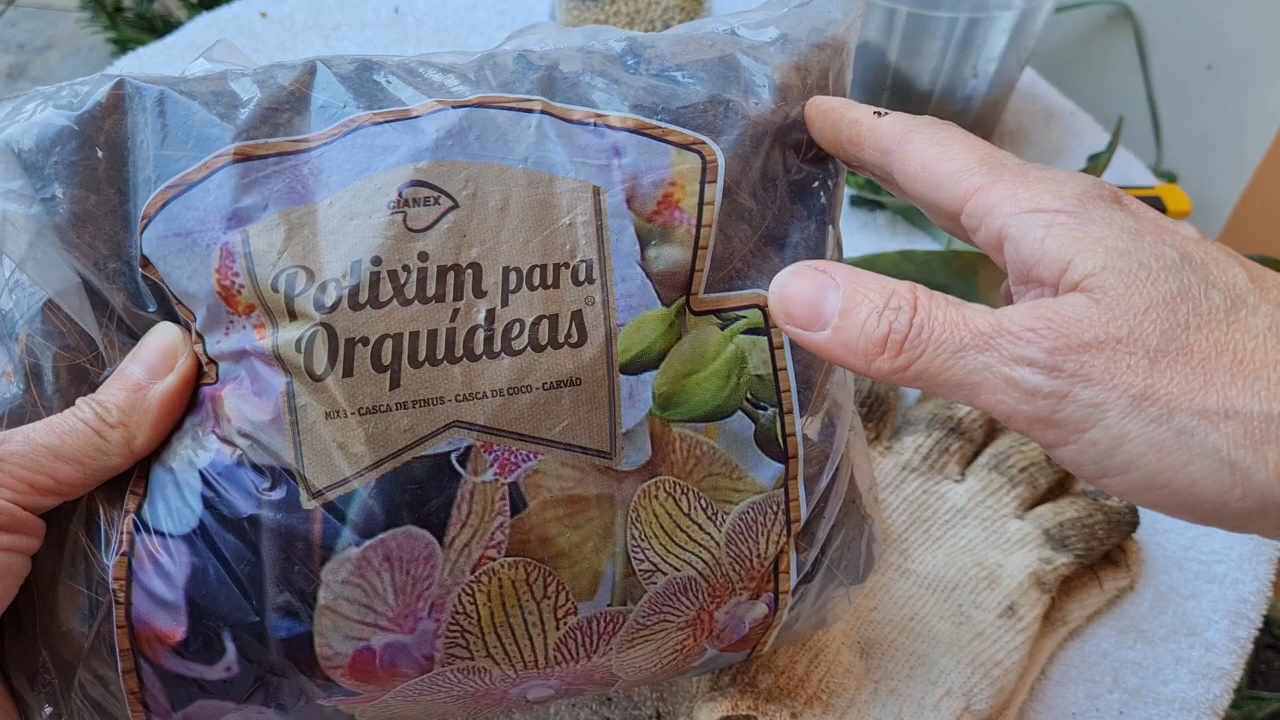 CIANEX
Polixim para
Orquídeas®
MIX 3 - CASCA DE PINUS - CASCA DE COCO - CARVÃO